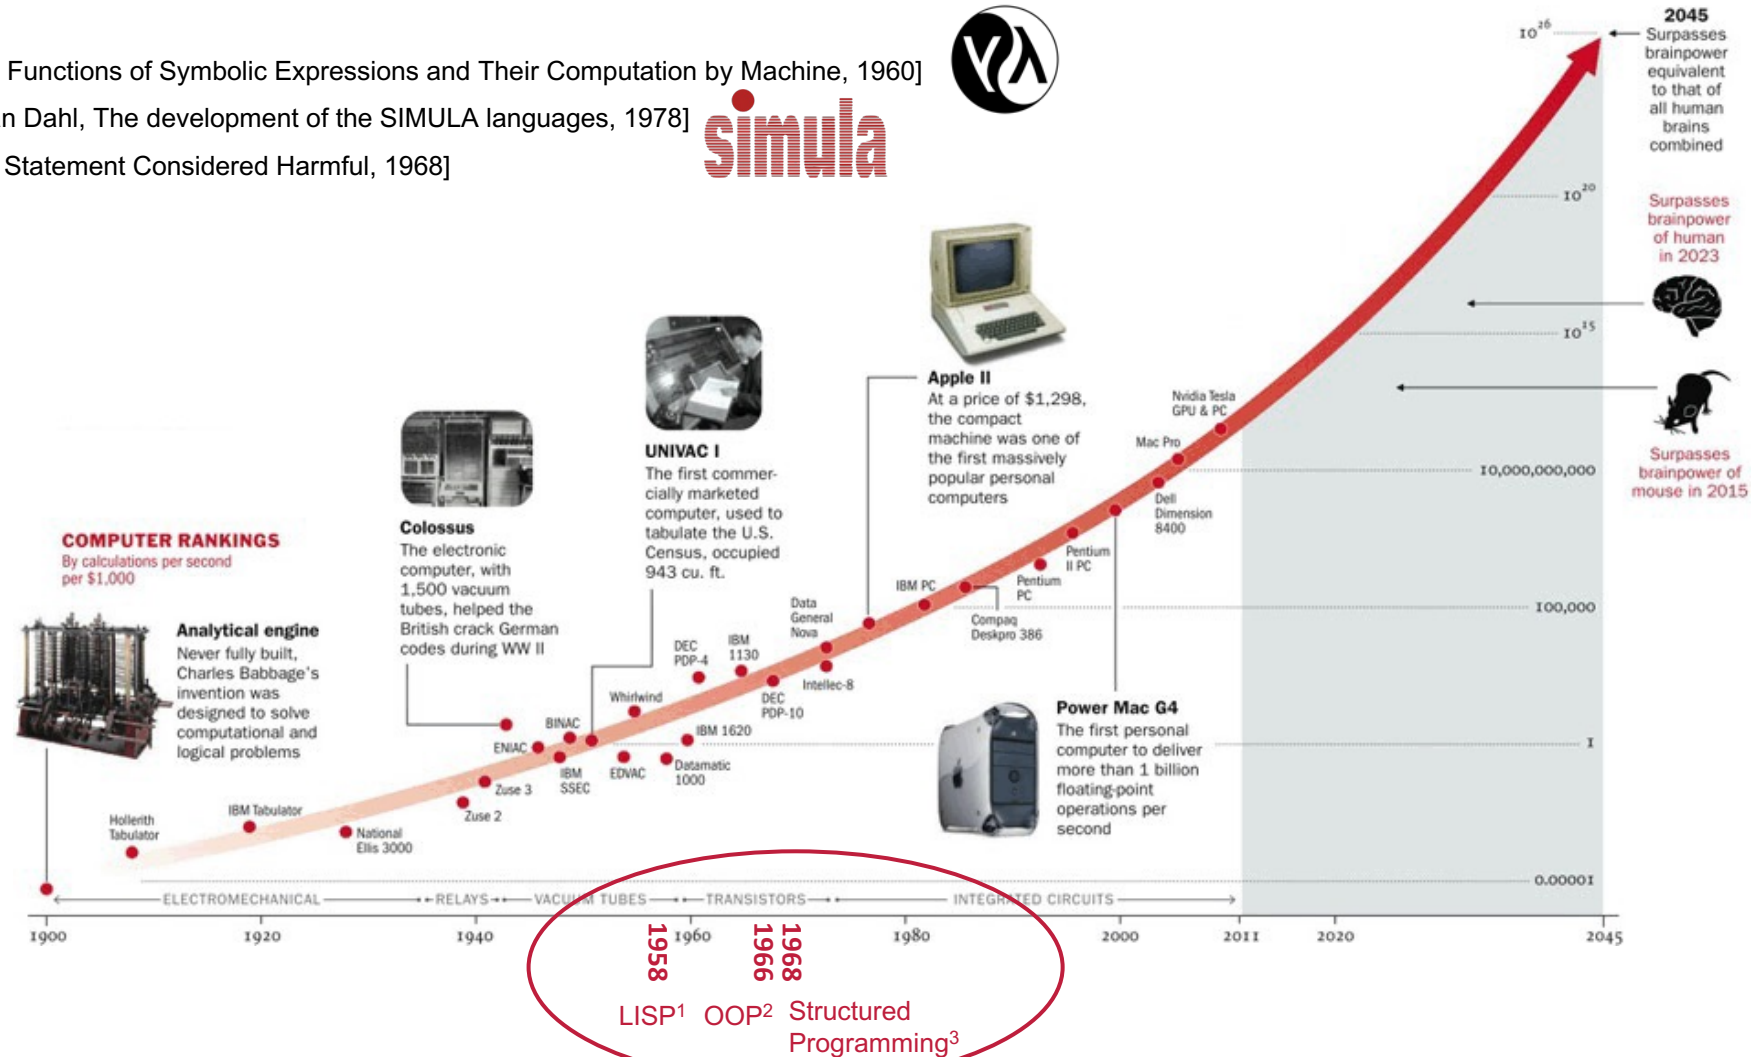 Functions of Symbolic Expressions and Their Computation by Machine, 1960]
n Dahl, The development of the SIMULA languages, 1978]
Statement Considered Harmful, 1968]
simula
2045
Surpasses
brainpower
equivalent
to that of
all human
brains
combined
10²⁶
10²⁰
Surpasses
brainpower
of human
in 2023
10¹⁵
Surpasses
brainpower of
mouse in 2015
10,000,000,000
100,000
1
0.00001
COMPUTER RANKINGS
By calculations per second
per $1,000
Analytical engine
Never fully built,
Charles Babbage's
invention was
designed to solve
computational and
logical problems
Colossus
The electronic
computer, with
1,500 vacuum
tubes, helped the
British crack German
codes during WW II
UNIVAC I
The first commer-
cially marketed
computer, used to
tabulate the U.S.
Census, occupied
943 cu. ft.
Apple II
At a price of $1,298,
the compact
machine was one of
the first massively
popular personal
computers
Power Mac G4
The first personal
computer to deliver
more than 1 billion
floating-point
operations per
second
Hollerith
Tabulator
IBM Tabulator
National
Ellis 3000
Zuse 2
Zuse 3
ENIAC
BINAC
IBM
SSEC
Whirlwind
EDVAC
Datamatic
1000
IBM 1620
DEC
PDP-4
IBM
1130
DEC
PDP-10
Data
General
Nova
Intellec-8
IBM PC
Compaq
Deskpro 386
Pentium
PC
Pentium
II PC
Dell
Dimension
8400
Mac Pro
Nvidia Tesla
GPU & PC
ELECTROMECHANICAL
RELAYS
VACUUM TUBES
TRANSISTORS
INTEGRATED CIRCUITS
1900
1920
1940
1960
1980
2000
2011
2020
2045
1958
1966
1968
LISP¹
OOP²
Structured
Programming³